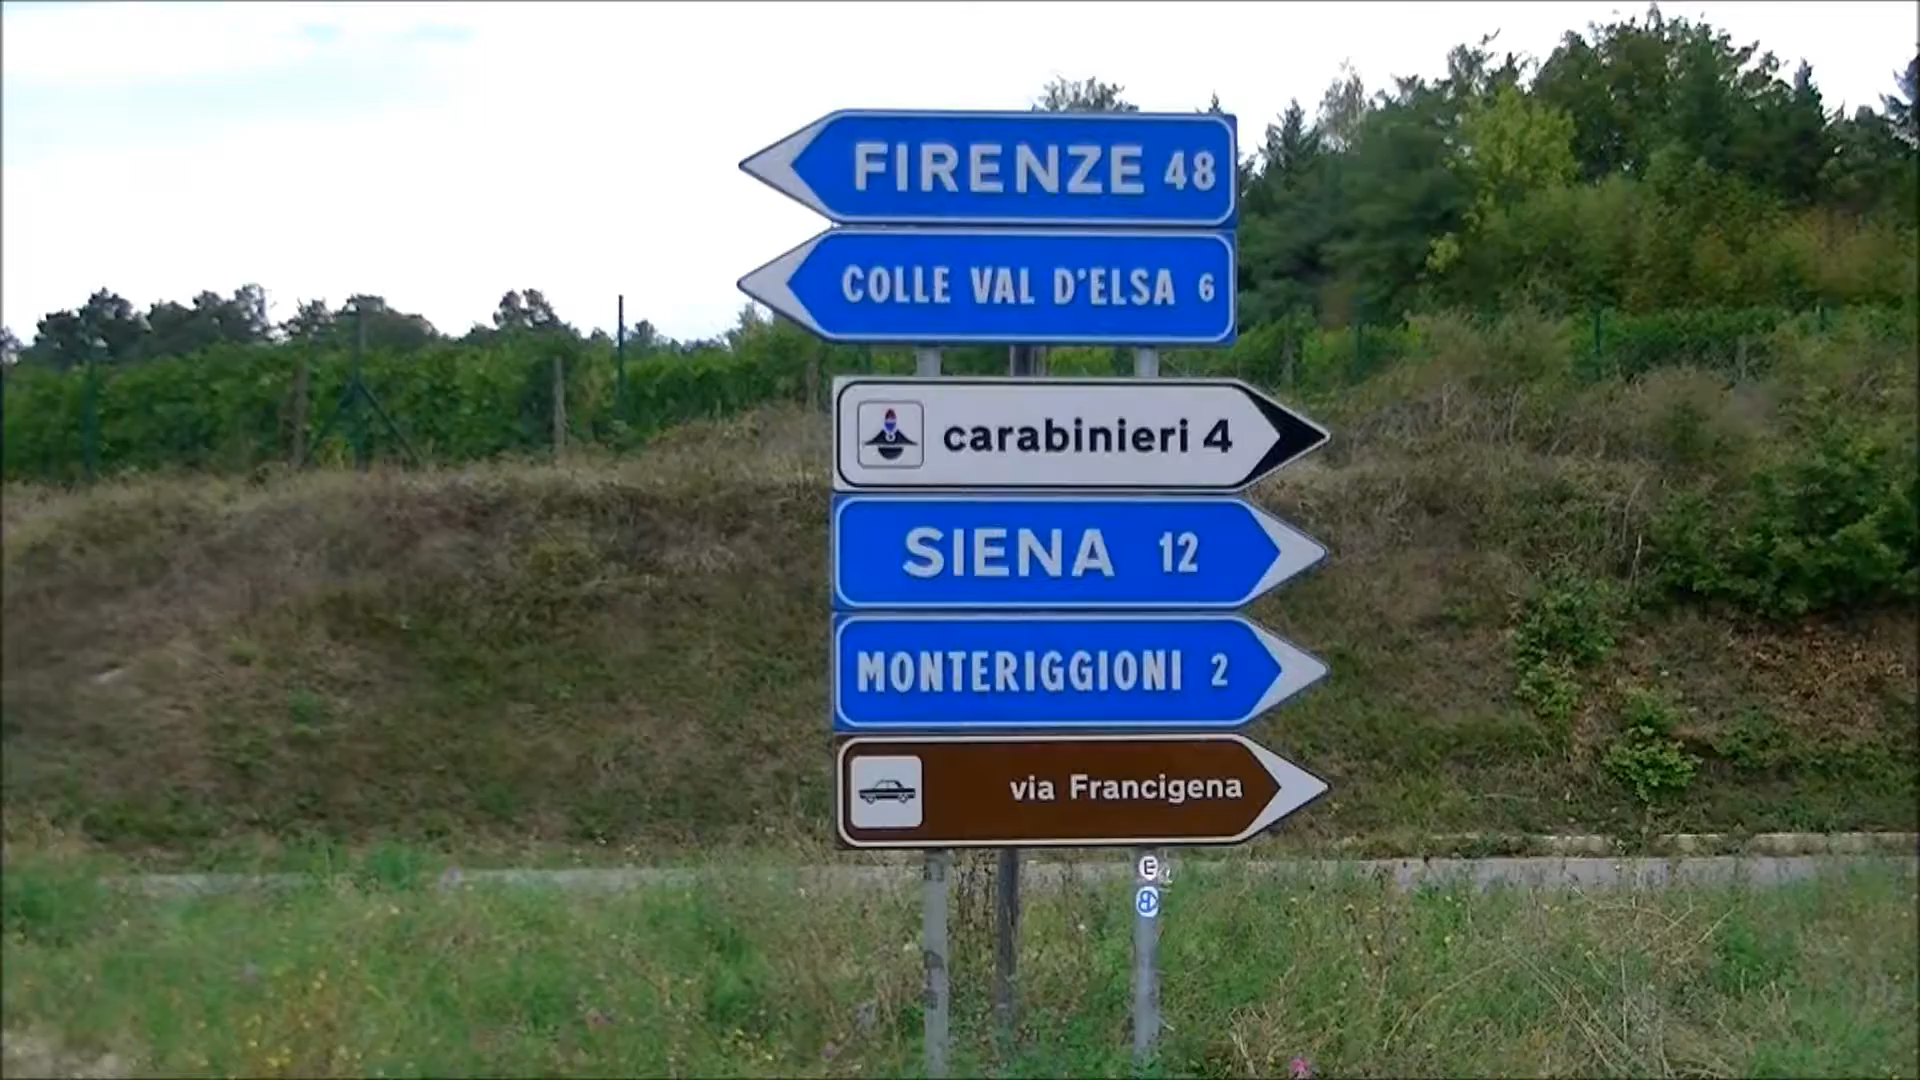 FIRENZE 48
COLLE VAL D'ELSA 6
carabinieri 4
SIENA 12
MONTERIGGIONI 2
via Francigena
E